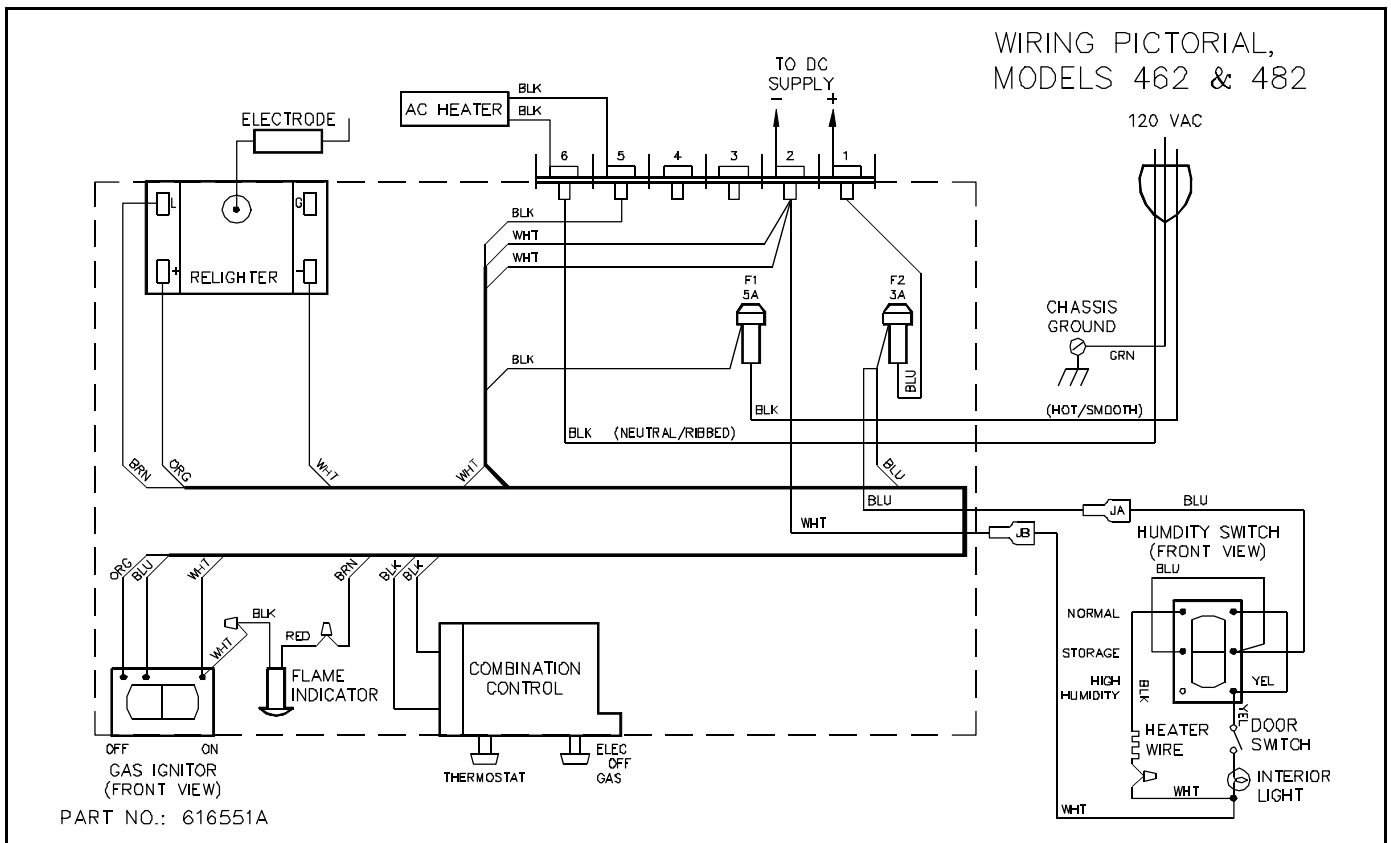 WIRING PICTORIAL,
MODELS 462 & 482
TO DC
SUPPLY
- +
120 VAC
AC HEATER
BLK
BLK
ELECTRODE
6 5 4 3 2 1
L
G
+
-
RELIGHTER
BLK
WHT
WHT
F1
5A
F2
3A
CHASSIS
GROUND
GRN
BLK
BLU
BLK
(HOT/SMOOTH)
BLK (NEUTRAL/RIBBED)
BRN
ORG
WHT
WHT
BLU
BLU
JA
BLU
WHT
JB
HUMDITY SWITCH
(FRONT VIEW)
BLU
ORG
BLU
WHT
BRN
BLK
BLK
BLK
RED
WHT
FLAME
INDICATOR
COMBINATION
CONTROL
NORMAL
STORAGE
HIGH
HUMIDITY
BLK
YEL
YEL
OFF
ON
GAS IGNITOR
(FRONT VIEW)
THERMOSTAT
ELEC
OFF
GAS
HEATER
WIRE
DOOR
SWITCH
INTERIOR
LIGHT
WHT
WHT
PART NO.: 616551A